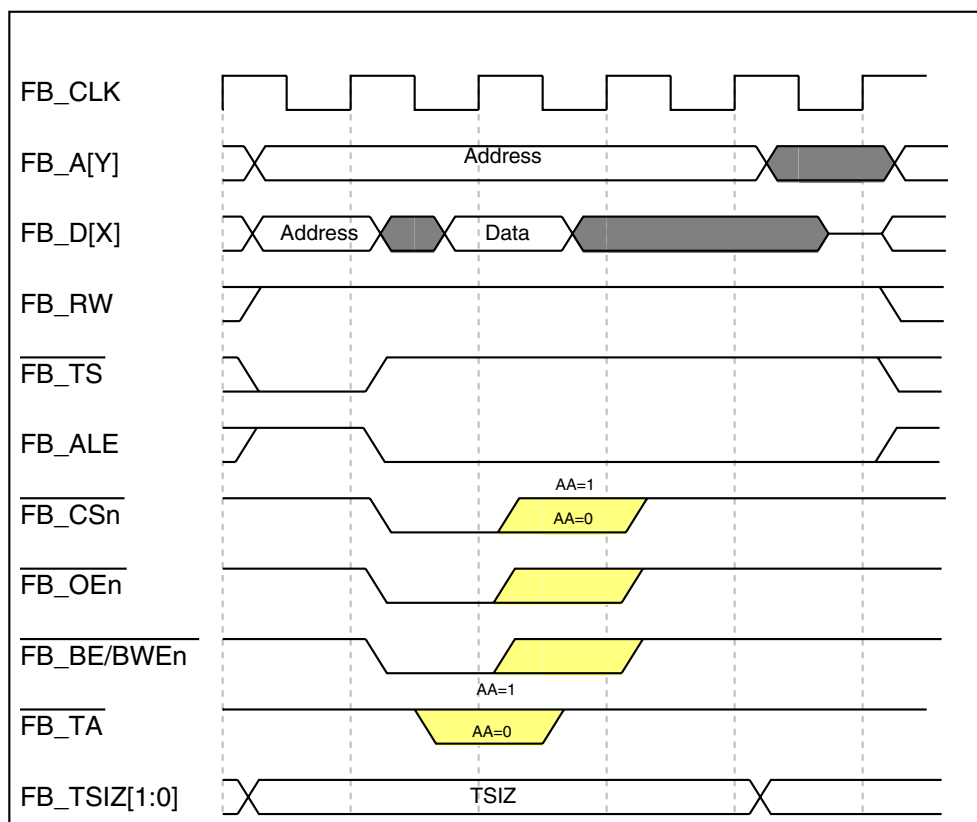 FB_CLK
FB_A[Y] Address
FB_D[X] Address Data
FB_RW
FB_TS
FB_ALE
AA=1
FB_CSn AA=0
FB_OEn
FB_BE/BWEn
AA=1
FB_TA AA=0
FB_TSIZ[1:0] TSIZ